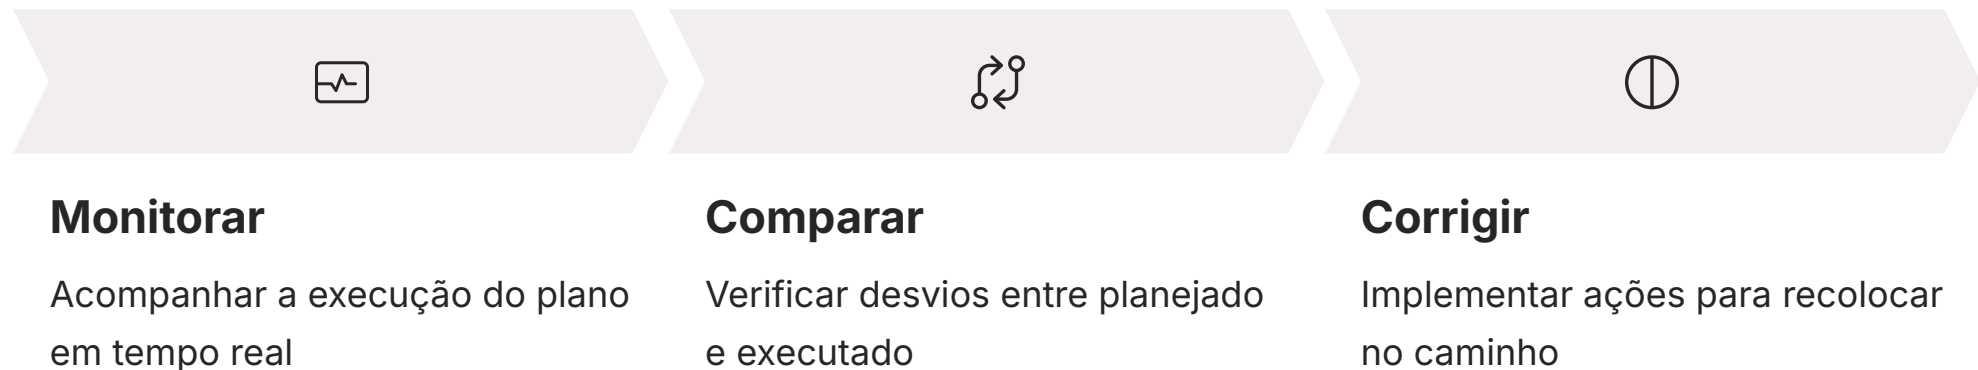 Monitorar
Acompanhar a execução do plano
em tempo real
Comparar
Verificar desvios entre planejado
e executado
Corrigir
Implementar ações para recolocar
no caminho